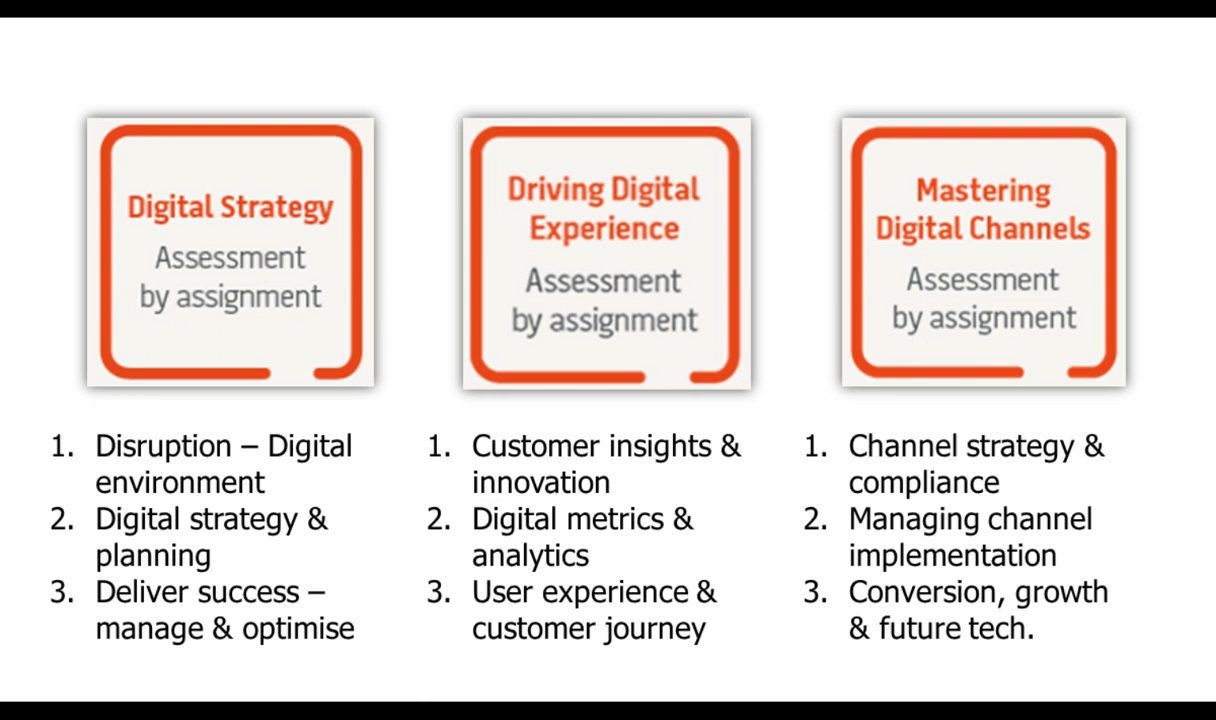 Digital Strategy
Assessment
by assignment
1. Disruption – Digital
environment
2. Digital strategy &
planning
3. Deliver success –
manage & optimise
Driving Digital
Experience
Assessment
by assignment
1. Customer insights &
innovation
2. Digital metrics &
analytics
3. User experience &
customer journey
Mastering
Digital Channels
Assessment
by assignment
1. Channel strategy &
compliance
2. Managing channel
implementation
3. Conversion, growth
& future tech.